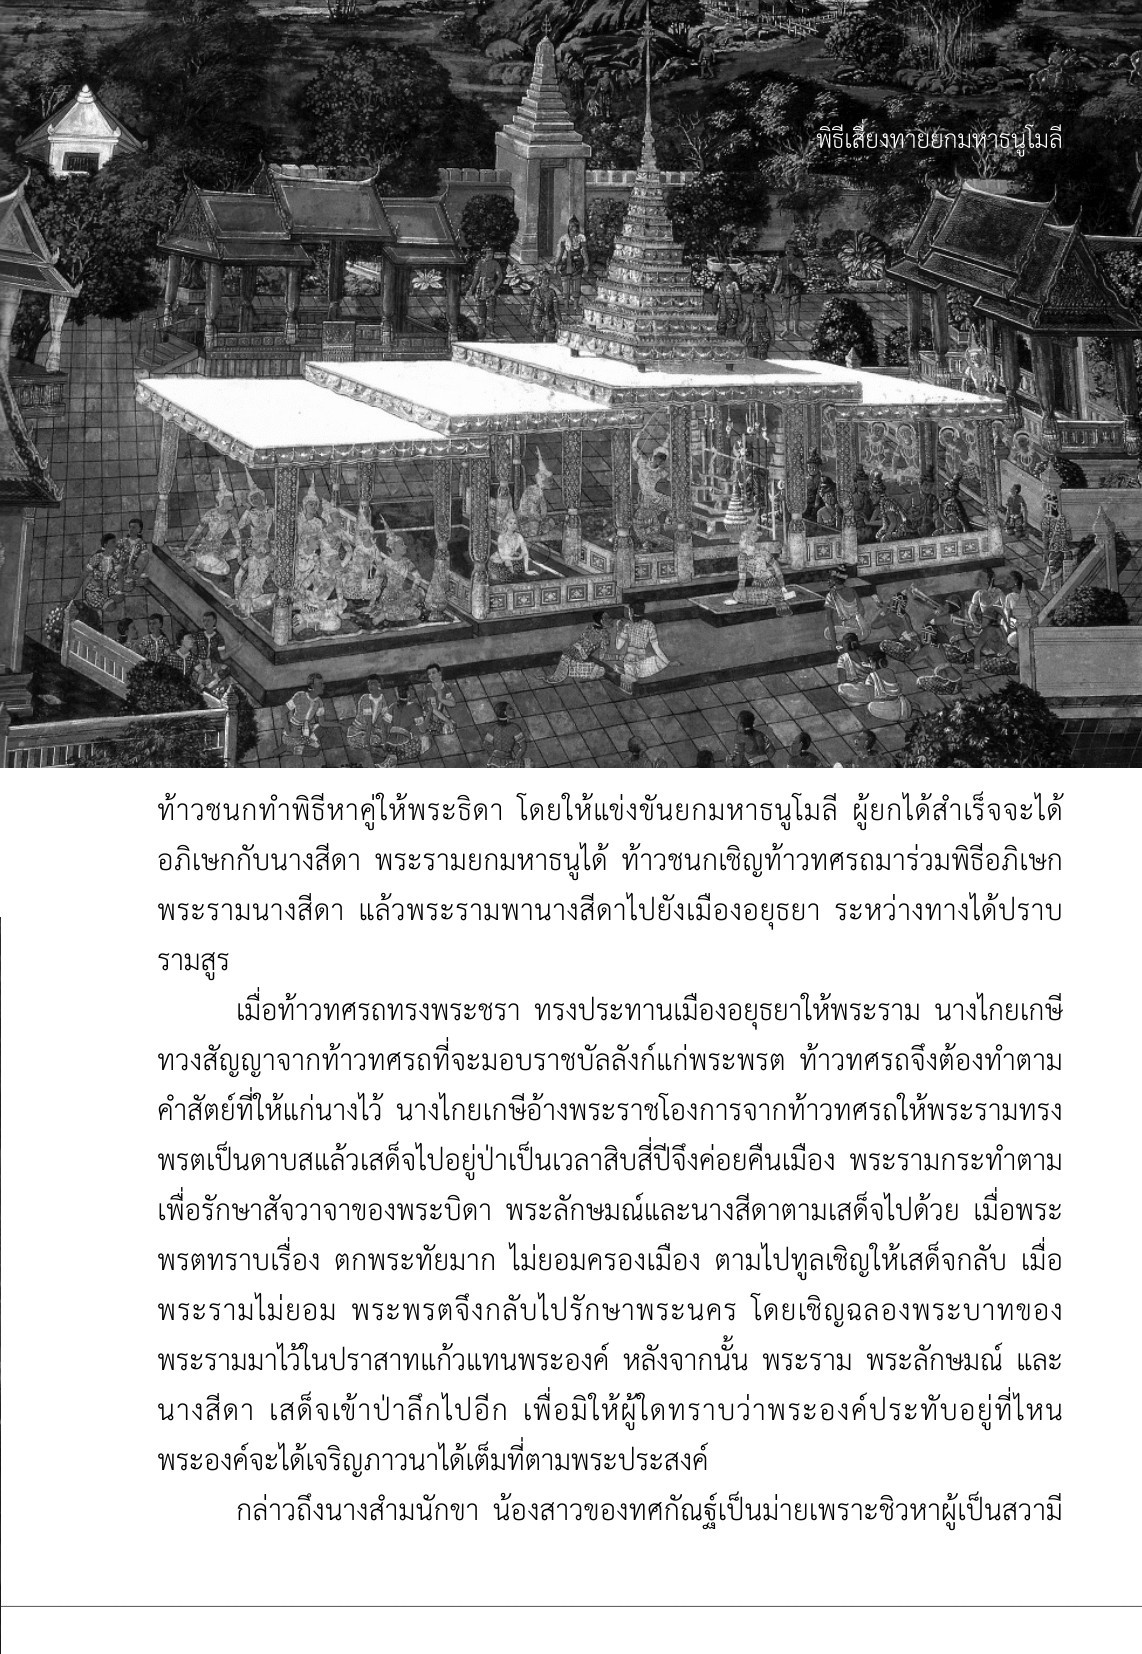 พิธีเสี่ยงทายยกมหาธนูโมลี
ท้าวชนกทำพิธีหาคู่ให้พระธิดา โดยให้แข่งขันยกมหาธนูโมลี ผู้ยกได้สำเร็จจะได้
อภิเษกกับนางสีดา พระรามยกมหาธนูได้ ท้าวชนกเชิญท้าวทศรถมาร่วมพิธีอภิเษก
พระรามนางสีดา แล้วพระรามพานางสีดาไปยังเมืองอยุธยา ระหว่างทางได้ปราบ
รามสูร
เมื่อท้าวทศรถทรงพระชรา ทรงประทานเมืองอยุธยาให้พระราม นางไกยเกษี
ทวงสัญญาจากท้าวทศรถที่จะมอบราชบัลลังก์แก่พระพรต ท้าวทศรถจึงต้องทำตาม
คำสัตย์ที่ให้แก่นางไว้ นางไกยเกษีอ้างพระราชโองการจากท้าวทศรถให้พระรามทรง
พรตเป็นดาบสแล้วเสด็จไปอยู่ป่าเป็นเวลาสิบสี่ปีจึงค่อยคืนเมือง พระรามกระทำตาม
เพื่อรักษาสัจวาจาของพระบิดา พระลักษมณ์และนางสีดาตามเสด็จไปด้วย เมื่อพระ
พรตทราบเรื่อง ตกพระทัยมาก ไม่ยอมครองเมือง ตามไปทูลเชิญให้เสด็จกลับ เมื่อ
พระรามไม่ยอม พระพรตจึงกลับไปรักษาพระนคร โดยเชิญฉลองพระบาทของ
พระรามมาไว้ในปราสาทแก้วแทนพระองค์ หลังจากนั้น พระราม พระลักษมณ์ และ
นางสีดา เสด็จเข้าป่าลึกไปอีก เพื่อมิให้ผู้ใดทราบว่าพระองค์ประทับอยู่ที่ไหน
พระองค์จะได้เจริญภาวนาได้เต็มที่ตามพระประสงค์
กล่าวถึงนางสำมนักขา น้องสาวของทศกัณฐ์เป็นม่ายเพราะชิวหาผู้เป็นสวามี